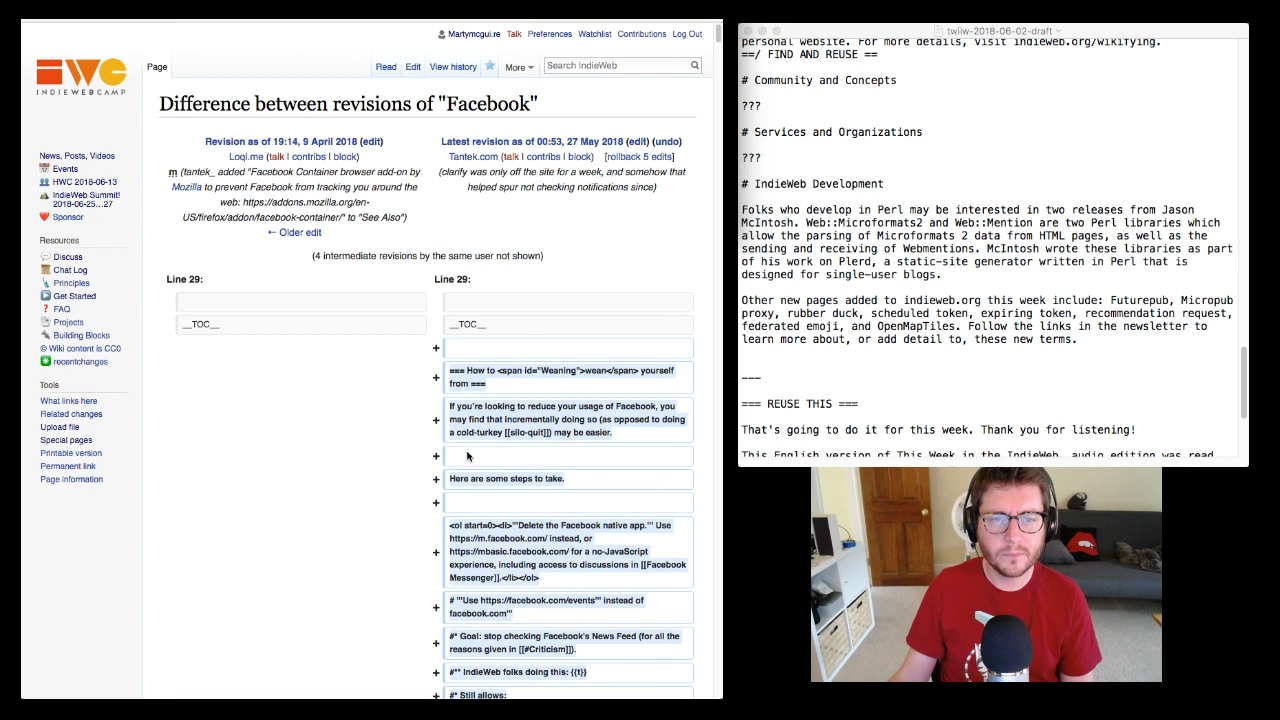 Martymcgui.re Talk Preferences Watchlist Contributions Log Out
Page
Read Edit View history More Search IndieWeb
INDIEWEBCAMP
Difference between revisions of "Facebook"
News, Posts, Videos
Events
HWC 2018-06-13
IndieWeb Summit!
2018-06-25...27
Sponsor
Resources
Discuss
Chat Log
Principles
Get Started
FAQ
Projects
Building Blocks
© Wiki content is CC0
recentchanges
Tools
What links here
Related changes
Upload file
Special pages
Printable version
Permanent link
Page information
Revision as of 19:14, 9 April 2018 (edit)
Loqi.me (talk | contribs | block)
m (tantek_ added "Facebook Container browser add-on by
Mozilla to prevent Facebook from tracking you around the
web: https://addons.mozilla.org/en-
US/firefox/addon/facebook-container/" to "See Also")
← Older edit
Latest revision as of 00:53, 27 May 2018 (edit) (undo)
Tantek.com (talk | contribs | block) [rollback 5 edits]
(clarify was only off the site for a week, and somehow that
helped spur not checking notifications since)
(4 intermediate revisions by the same user not shown)
Line 29:
Line 29:
__TOC__
__TOC__
+
+ === How to <span id="Weaning">wean</span> yourself
from ===
+ If you're looking to reduce your usage of Facebook, you
may find that incrementally doing so (as opposed to doing
a cold-turkey [[silo-quit]]) may be easier.
+
+ Here are some steps to take.
+
+ <ol start=0><li>'''Delete the Facebook native app.''' Use
https://m.facebook.com/ instead, or
https://mbasic.facebook.com/ for a no-JavaScript
experience, including access to discussions in [[Facebook
Messenger]].</li></ol>
+ # '''Use https://facebook.com/events''' instead of
facebook.com'''
+ #* Goal: stop checking Facebook's News Feed (for all the
reasons given in [[#Criticism]]).
+ #** IndieWeb folks doing this: {{t}}
+ #* Still allows:
twiiw-2018-06-02-draft
personal website. For more details, visit indieweb.org/wikifying.
==/ FIND AND REUSE ==
# Community and Concepts
???
# Services and Organizations
???
# IndieWeb Development
Folks who develop in Perl may be interested in two releases from Jason
McIntosh. Web::Microformats2 and Web::Mention are two Perl libraries which
allow the parsing of Microformats 2 data from HTML pages, as well as the
sending and receiving of Webmentions. McIntosh wrote these libraries as part
of his work on Plerd, a static-site generator written in Perl that is
designed for single-user blogs.
Other new pages added to indieweb.org this week include: Futurepub, Micropub
proxy, rubber duck, scheduled token, expiring token, recommendation request,
federated emoji, and OpenMapTiles. Follow the links in the newsletter to
learn more about, or add detail to, these new terms.
---
=== REUSE THIS ===
That's going to do it for this week. Thank you for listening!
This English version of This Week in the IndieWeb, audio edition was read